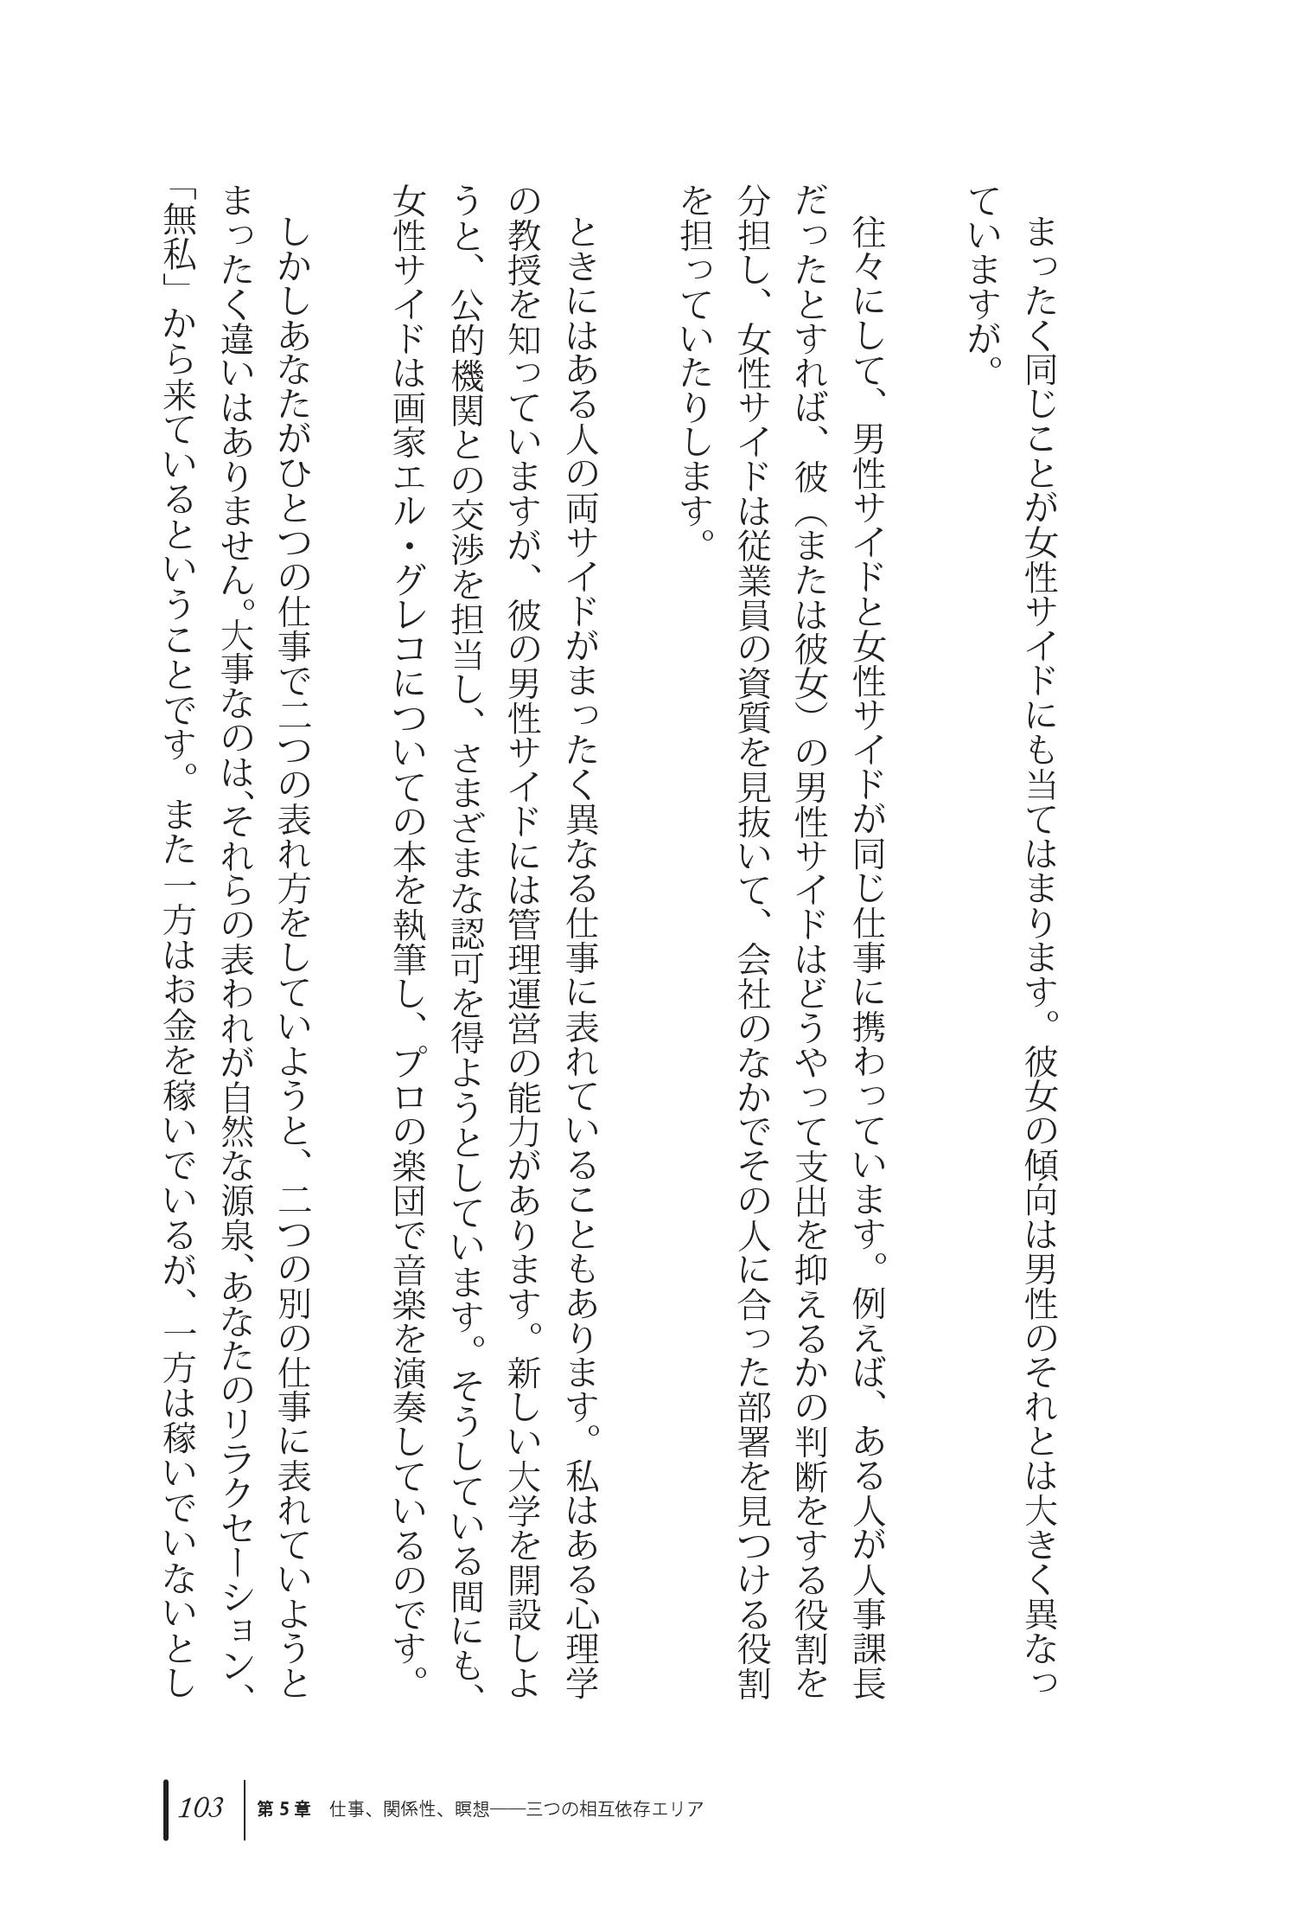 まったく同じことが女性サイドにも当てはまります。彼女の傾向は男性のそれとは大きく異なっ
ていますが。
往々にして、男性サイドと女性サイドが同じ仕事に携わっています。例えば、ある人が人事課長
だったとすれば、彼（または彼女）の男性サイドはどうやって支出を抑えるかの判断をする役割を
分担し、女性サイドは従業員の資質を見抜いて、会社のなかでその人に合った部署を見つける役割
を担っていたりします。
ときにはある人の両サイドがまったく異なる仕事に表れていることもあります。私はある心理学
の教授を知っていますが、彼の男性サイドには管理運営の能力があります。新しい大学を開設しよ
うと、公的機関との交渉を担当し、さまざまな認可を得ようとしています。そうしている間にも、
女性サイドは画家エル・グレコについての本を執筆し、プロの楽団で音楽を演奏しているのです。
しかしあなたがひとつの仕事で二つの表れ方をしていようと、二つの別の仕事に表れていようと
まったく違いはありません。大事なのは、それらの表われが自然な源泉、あなたのリラクセーション、
「無私」から来ているということです。また一方はお金を稼いでいるが、一方は稼いでいないとし
103 第5章 仕事、関係性、瞑想——三つの相互依存エリア